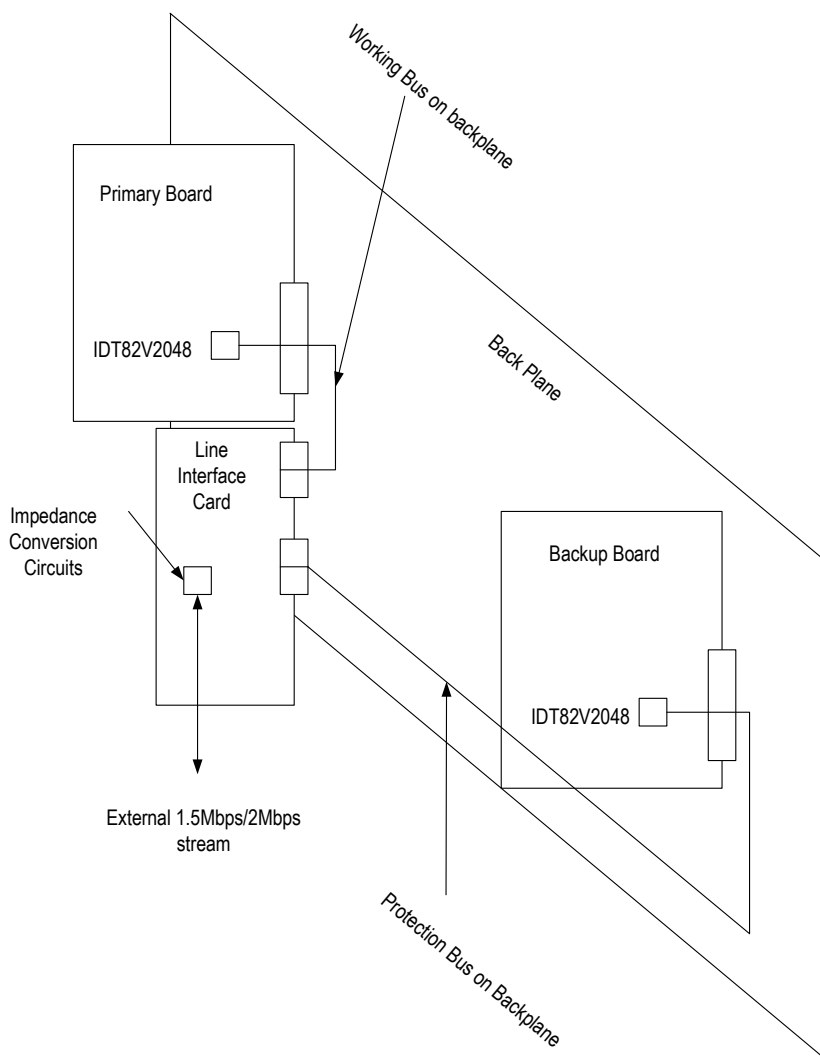 Working Bus on backplane
Primary Board
IDT82V2048
Back Plane
Line
Interface
Card
Impedance
Conversion
Circuits
Backup Board
IDT82V2048
External 1.5Mbps/2Mbps
stream
Protection Bus on Backplane